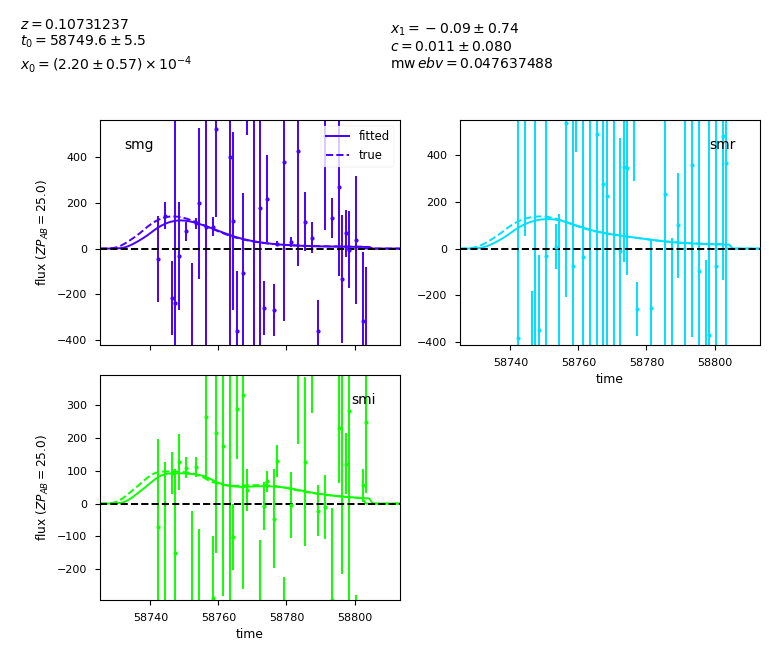 z = 0.10731237
t₀ = 58749.6 ± 5.5
x₀ = (2.20 ± 0.57) × 10⁻⁴
x₁ = −0.09 ± 0.74
c = 0.011 ± 0.080
mw ebv = 0.047637488
smg
fitted
true
400
200
0
−200
−400
flux (ZP_AB = 25.0)
smr
400
200
0
−200
−400
58740 58760 58780 58800
time
smi
300
200
100
0
−100
−200
flux (ZP_AB = 25.0)
58740 58760 58780 58800
time